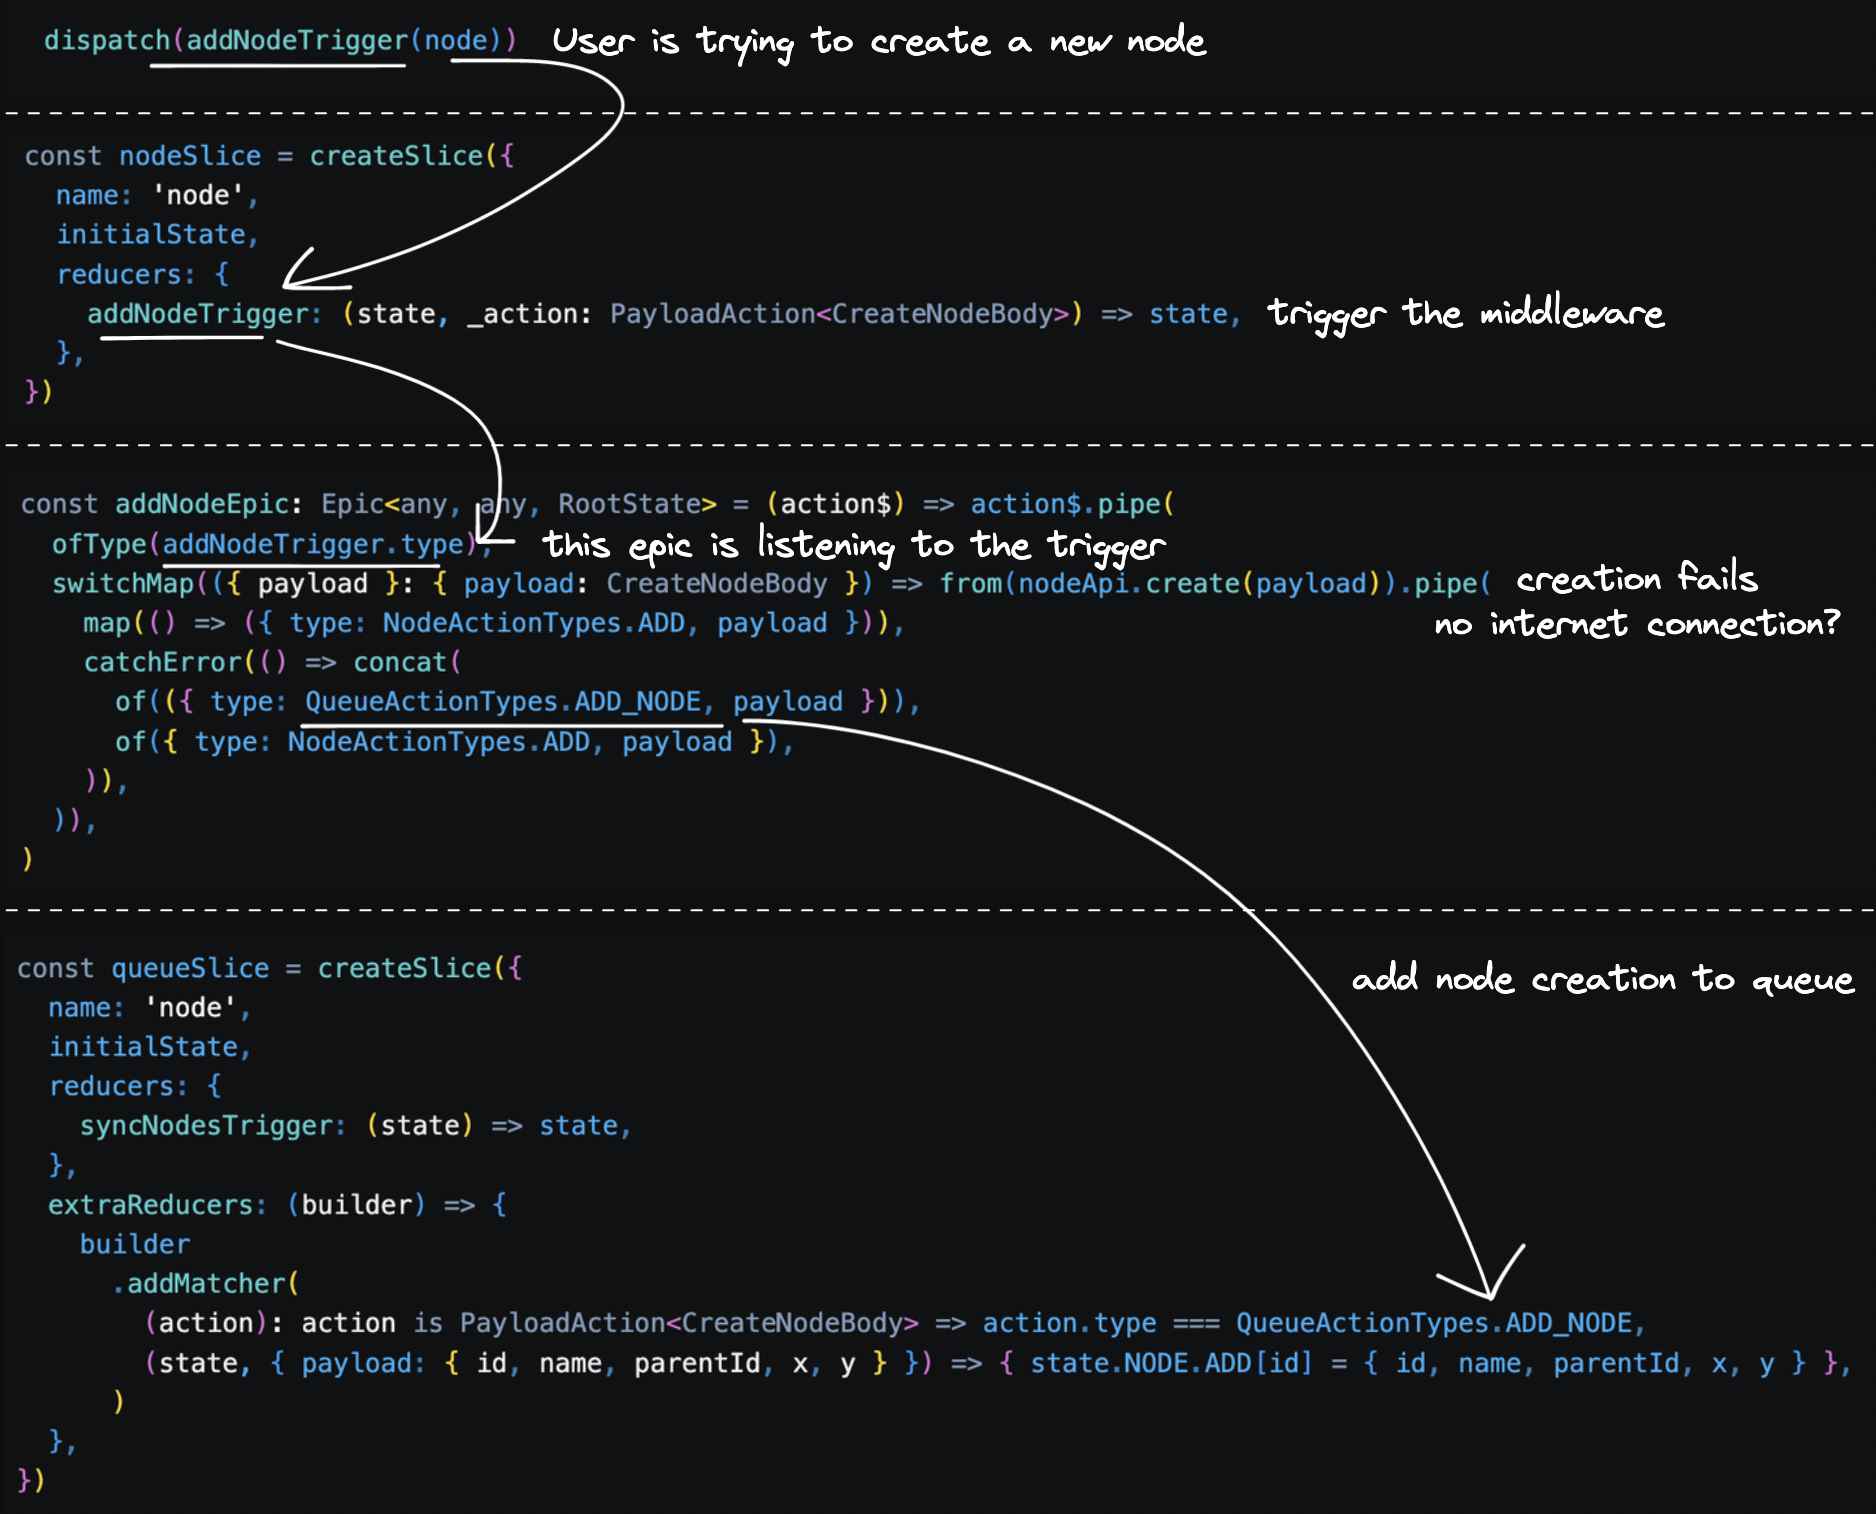 dispatch(addNodeTrigger(node)) User is trying to create a new node
const nodeSlice = createSlice({
name: 'node',
initialState,
reducers: {
addNodeTrigger: (state, _action: PayloadAction<CreateNodeBody>) => state, trigger the middleware
},
})
const addNodeEpic: Epic<any, any, RootState> = (action$) => action$.pipe(
ofType(addNodeTrigger.type), this epic is listening to the trigger
switchMap(({ payload }: { payload: CreateNodeBody }) => from(nodeApi.create(payload)).pipe( creation fails
map(() => ({ type: NodeActionTypes.ADD, payload })), no internet connection?
catchError(() => concat(
of(({ type: QueueActionTypes.ADD_NODE, payload })),
of({ type: NodeActionTypes.ADD, payload }),
)),
)),
)
const queueSlice = createSlice({ add node creation to queue
name: 'node',
initialState,
reducers: {
syncNodesTrigger: (state) => state,
},
extraReducers: (builder) => {
builder
.addMatcher(
(action): action is PayloadAction<CreateNodeBody> => action.type === QueueActionTypes.ADD_NODE,
(state, { payload: { id, name, parentId, x, y } }) => { state.NODE.ADD[id] = { id, name, parentId, x, y } },
)
},
})